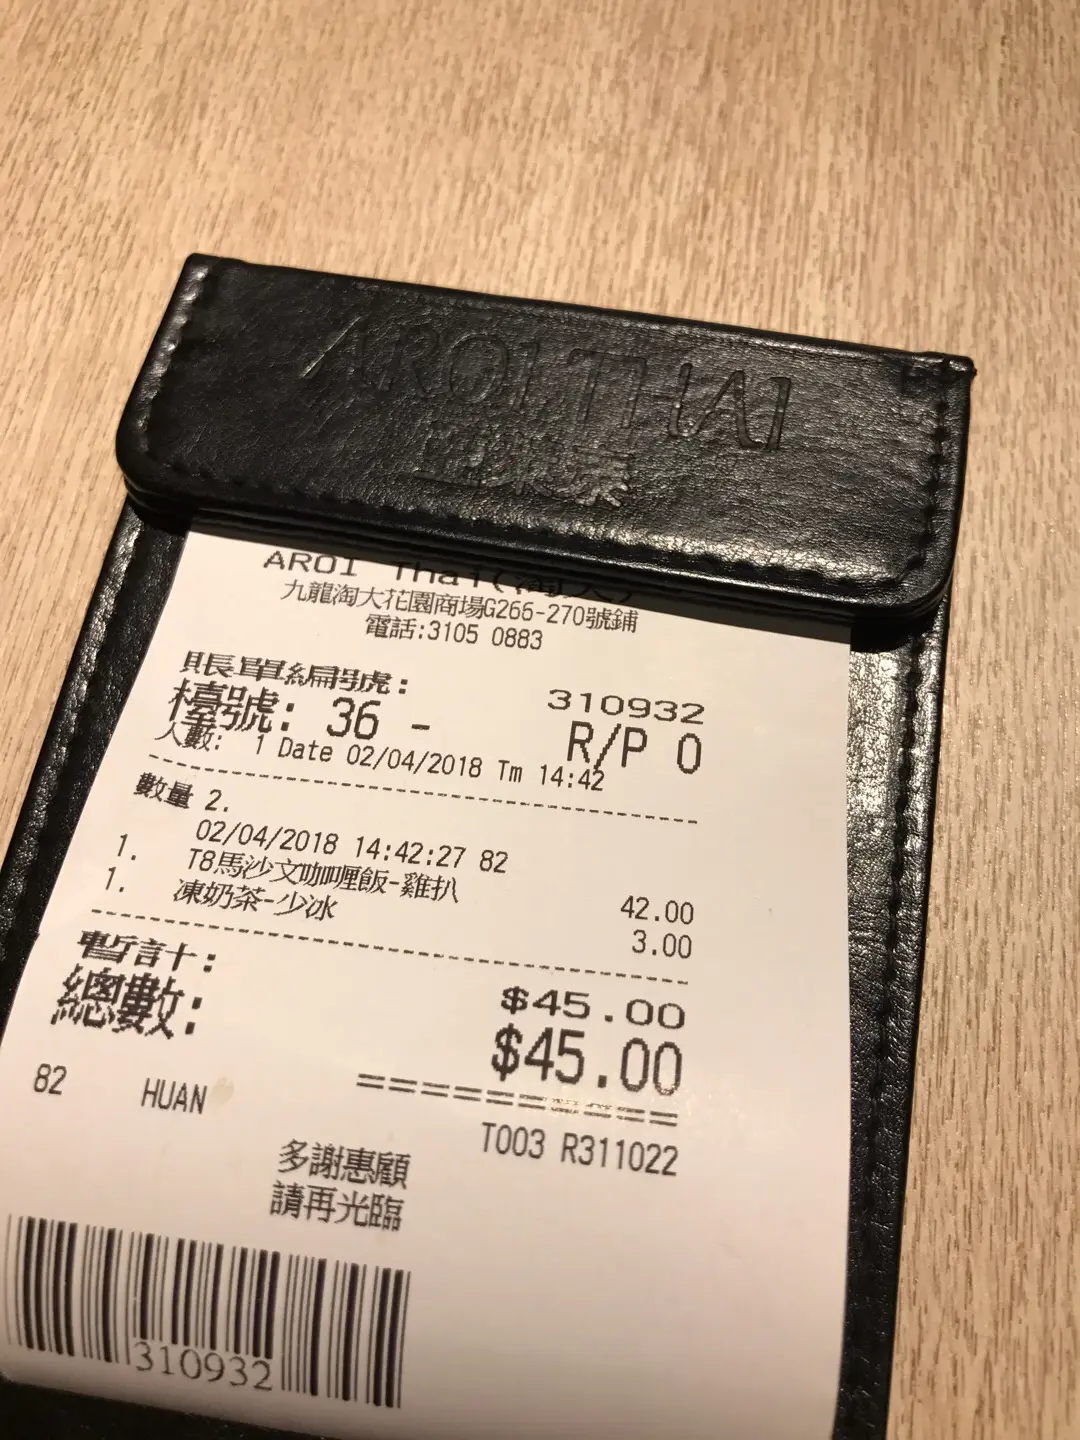 AROI THAI
AROI Thai(淘大)
九龍淘大花園商場G266-270號鋪
電話:3105 0883
賬單編號: 310932
檯號: 36 - R/P 0
人數: 1 Date 02/04/2018 Tm 14:42
數量 2.
02/04/2018 14:42:27 82
1. T8馬沙文咖喱飯-雞扒 42.00
1. 凍奶茶-少冰 3.00
暫計: $45.00
總數: $45.00
==========
82 HUAN T003 R311022
多謝惠顧
請再光臨
310932